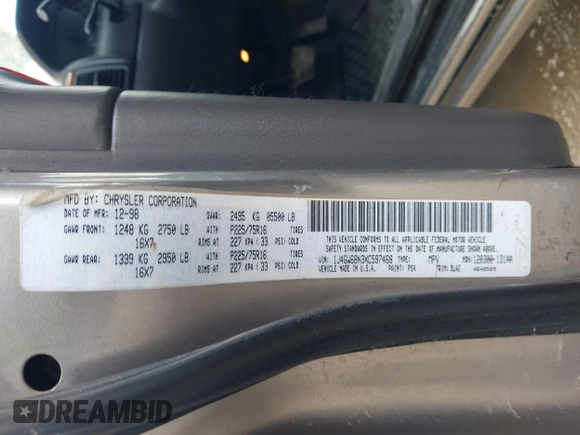 MFD BY: CHRYSLER CORPORATION
DATE OF MFR: 12-98 GVWR: 2495 KG 05500 LB
GAWR FRONT: 1248 KG 2750 LB P225/75R16 TIRES
16X7 RIMS AT 227 KPA ( 33 PSI) COLD
GAWR REAR: 1339 KG 2950 LB P225/75R16 TIRES
16X7 RIMS AT 227 KPA ( 33 PSI) COLD
THIS VEHICLE CONFORMS TO ALL APPLICABLE FEDERAL MOTOR VEHICLE
SAFETY STANDARDS IN EFFECT ON THE DATE OF MANUFACTURE SHOWN ABOVE
VIN: 1J4GW68N3XC597468 TYPE: MPV MDH: 120300-131AA
MADE IN U.S.A. PAINT: PS4 TRIM: DLAZ 4648505
DREAMBID